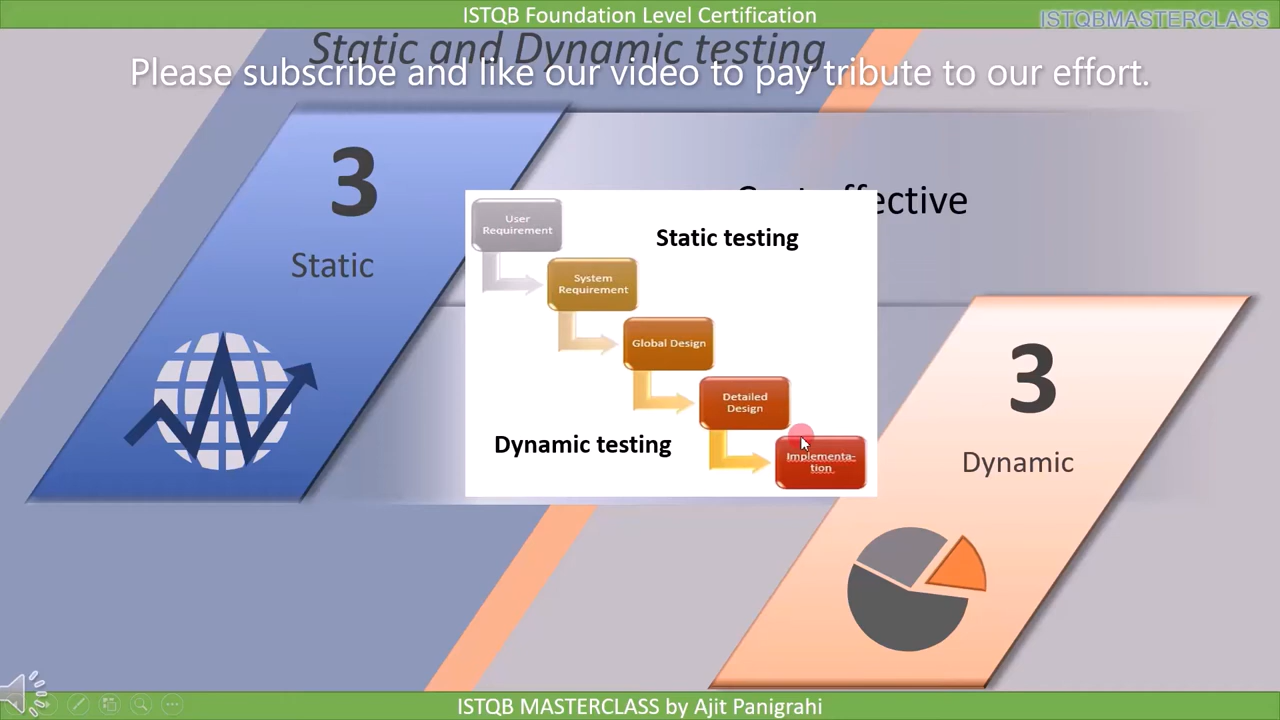 ISTQB Foundation Level Certification
ISTQBMASTERCLASS
Static and Dynamic testing
Please subscribe and like our video to pay tribute to our effort.
3
Static
effective
User
Requirement
Static testing
System
Requirement
Global Design
Detailed
Design
Dynamic testing
Implementa-
tion
3
Dynamic
ISTQB MASTERCLASS by Ajit Panigrahi